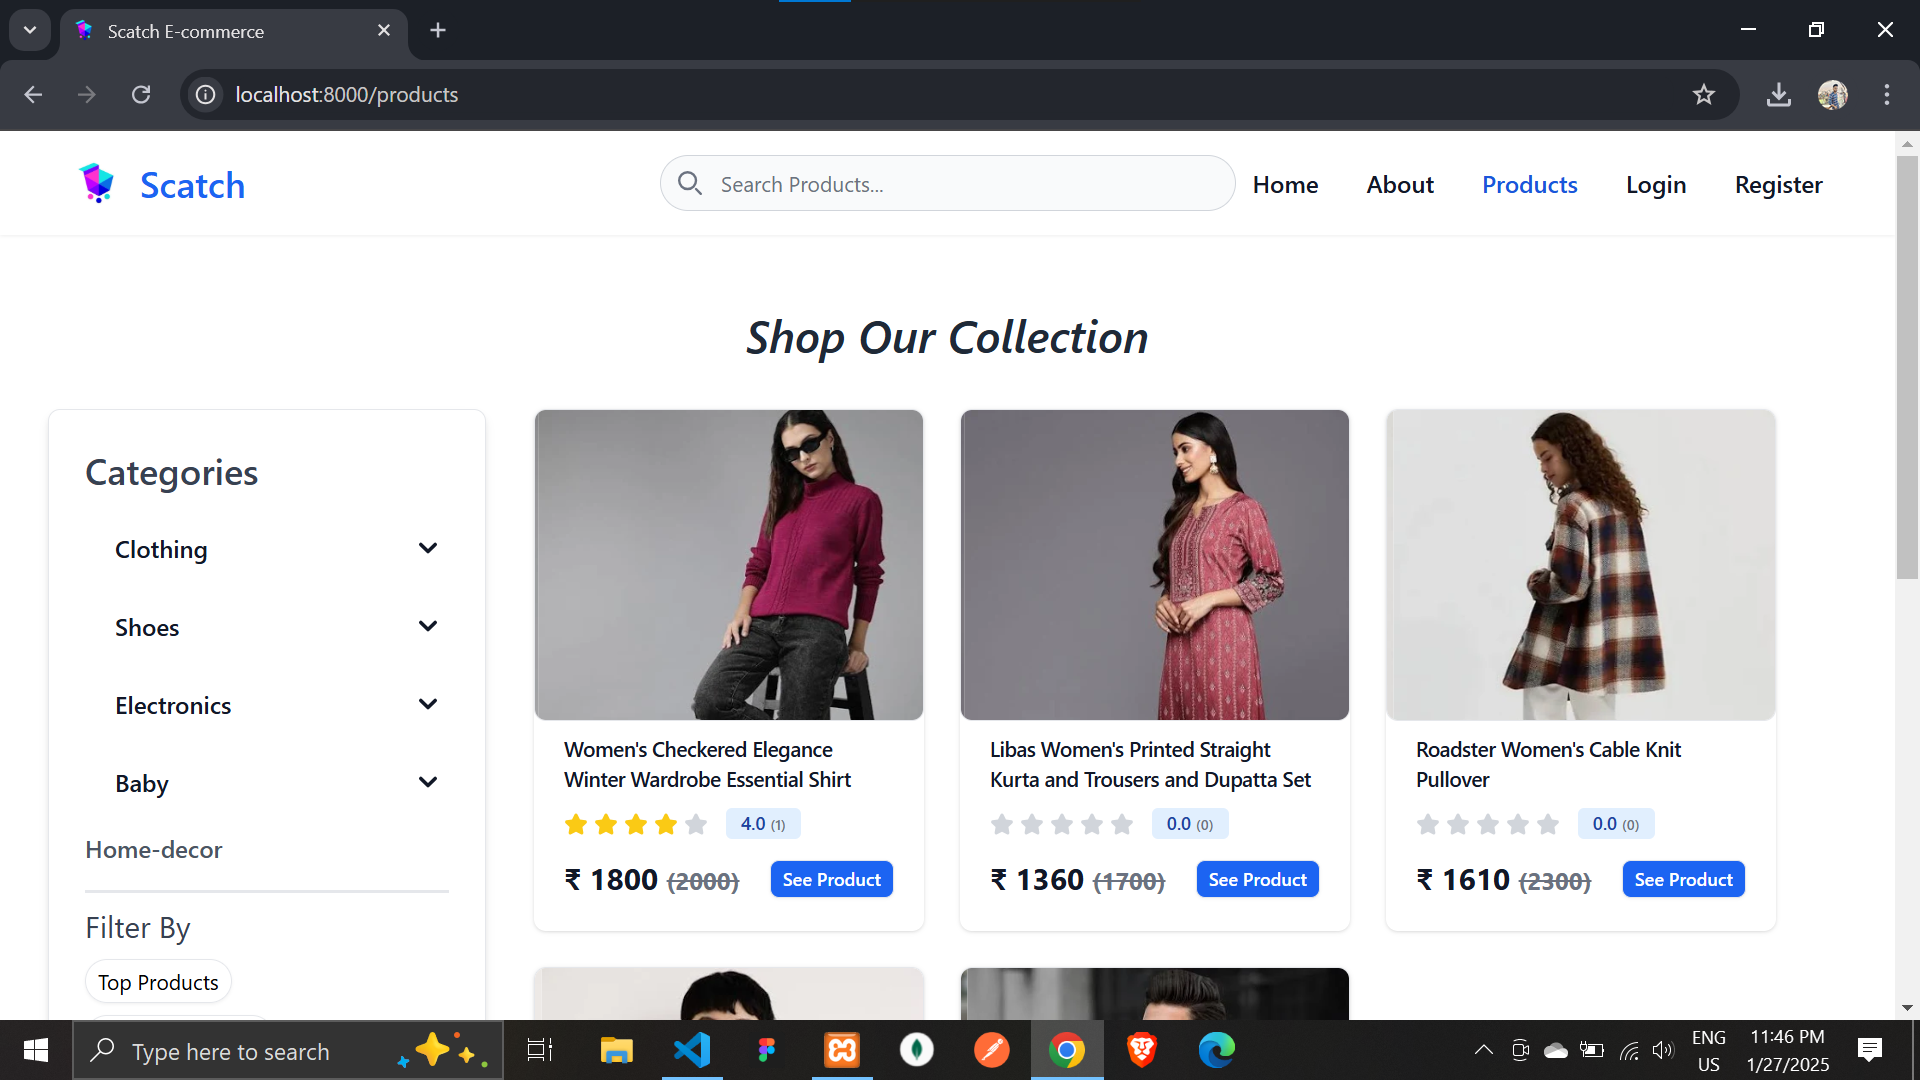 Scatch E-commerce
localhost:8000/products
Scatch
Search Products...
Home
About
Products
Login
Register
Shop Our Collection
Categories
Clothing
Shoes
Electronics
Baby
Home-decor
Filter By
Top Products
Women's Checkered Elegance
Winter Wardrobe Essential Shirt
4.0 (1)
₹ 1800 (2000)
See Product
Libas Women's Printed Straight
Kurta and Trousers and Dupatta Set
0.0 (0)
₹ 1360 (1700)
See Product
Roadster Women's Cable Knit
Pullover
0.0 (0)
₹ 1610 (2300)
See Product
Type here to search
ENG
US
11:46 PM
1/27/2025